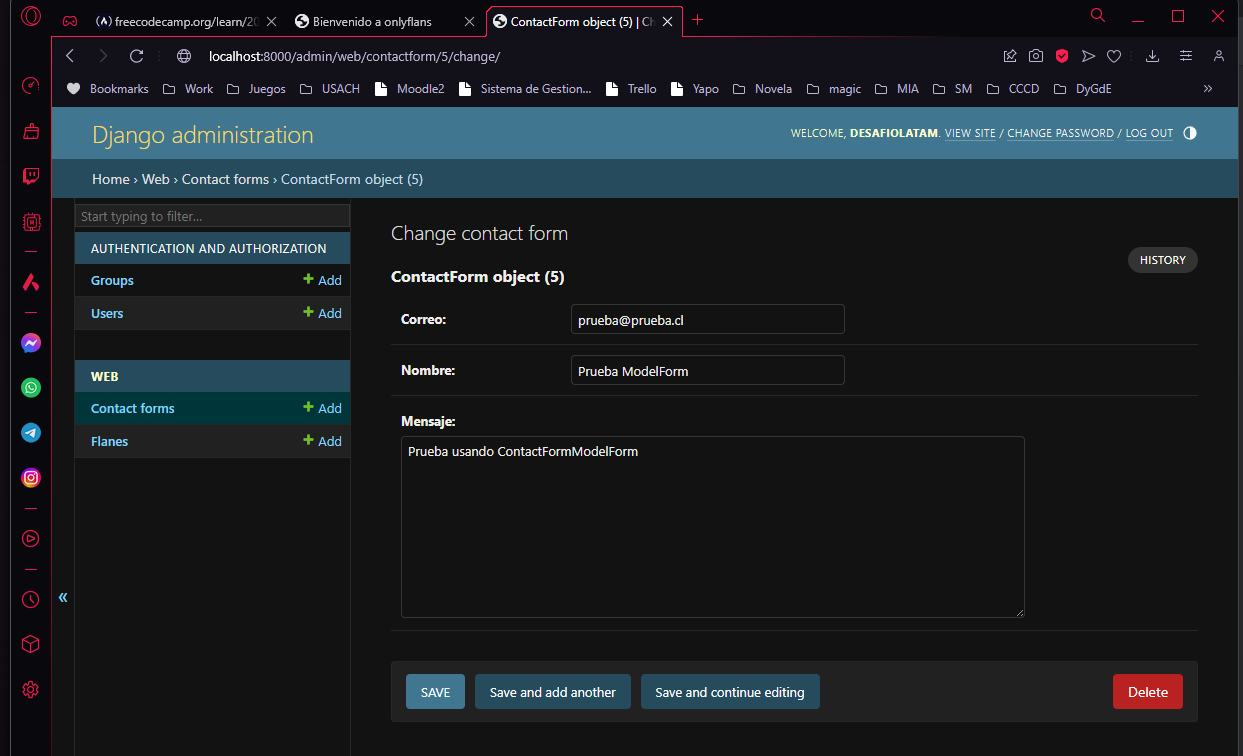 (∧) freecodecamp.org/learn/20
Bienvenido a onlyflans
ContactForm object (5) | Ch
localhost:8000/admin/web/contactform/5/change/
Bookmarks Work Juegos USACH Moodle2 Sistema de Gestion... Trello Yapo Novela magic MIA SM CCCD DyGdE »
Django administration
WELCOME, DESAFIOLATAM. VIEW SITE / CHANGE PASSWORD / LOG OUT
Home › Web › Contact forms › ContactForm object (5)
Start typing to filter...
AUTHENTICATION AND AUTHORIZATION
Groups + Add
Users + Add
WEB
Contact forms + Add
Flanes + Add
«
Change contact form
HISTORY
ContactForm object (5)
Correo: prueba@prueba.cl
Nombre: Prueba ModelForm
Mensaje:
Prueba usando ContactFormModelForm
SAVE Save and add another Save and continue editing Delete